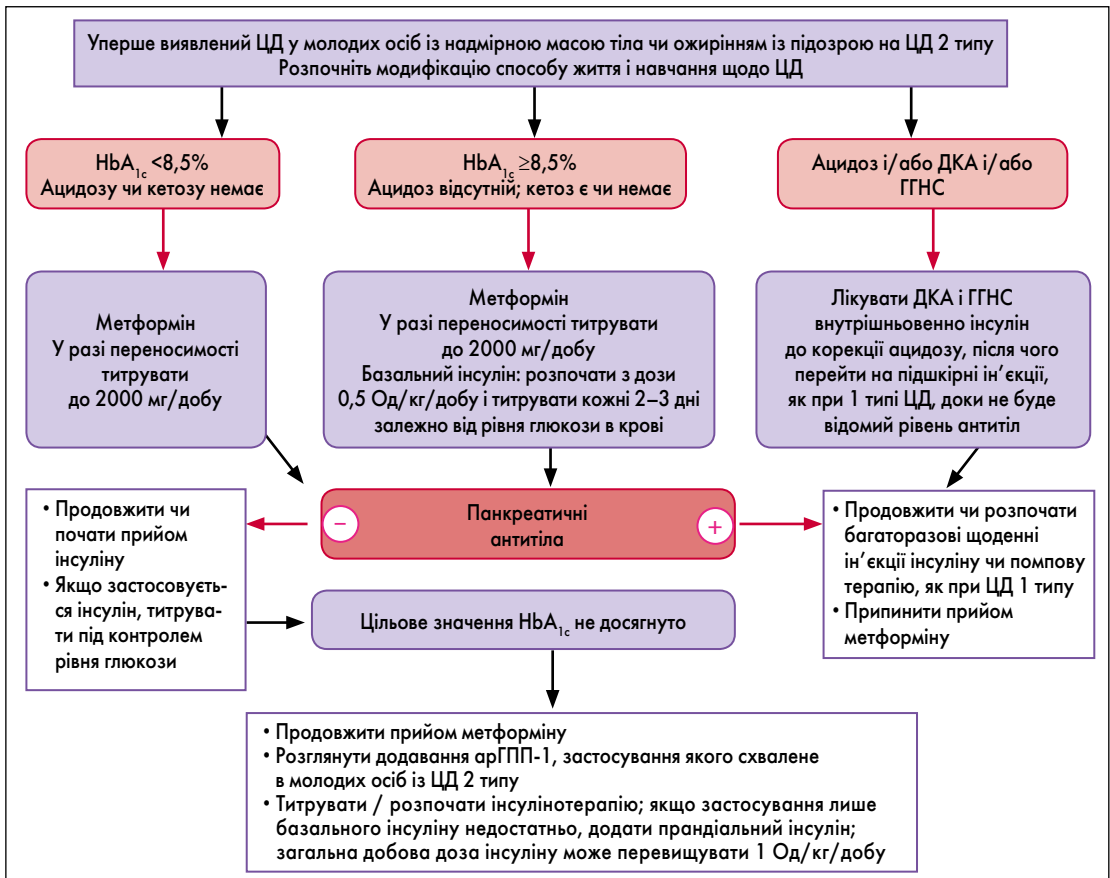 Уперше виявлений ЦД у молодих осіб із надмірною масою тіла чи ожирінням із підозрою на ЦД 2 типу
Розпочніть модифікацію способу життя і навчання щодо ЦД
HbA1c <8,5%
Ацидозу чи кетозу немає
HbA1c ≥8,5%
Ацидоз відсутній; кетоз є чи немає
Ацидоз і/або ДКА і/або
ГГНС
Метформін
У разі переносимості
титрувати
до 2000 мг/добу
Метформін
У разі переносимості титрувати
до 2000 мг/добу
Базальний інсулін: розпочати з дози
0,5 Од/кг/добу і титрувати кожні 2–3 дні
залежно від рівня глюкози в крові
Лікувати ДКА і ГГНС
внутрішньовенно інсулін
до корекції ацидозу, після чого
перейти на підшкірні ін’єкції,
як при 1 типі ЦД, доки не буде
відомий рівень антитіл
• Продовжити чи
почати прийом
інсуліну
• Якщо застосовуєть-
ся інсулін, титрува-
ти під контролем
рівня глюкози
−
Панкреатичні
антитіла
+
• Продовжити чи розпочати
багаторазові щоденні
ін’єкції інсуліну чи помпову
терапію, як при ЦД 1 типу
• Припинити прийом
метформіну
Цільове значення HbA1c не досягнуто
• Продовжити прийом метформіну
• Розглянути додавання арГПП-1, застосування якого схвалене
в молодих осіб із ЦД 2 типу
• Титрувати / розпочати інсулінотерапію; якщо застосування лише
базального інсуліну недостатньо, додати прандіальний інсулін;
загальна добова доза інсуліну може перевищувати 1 Од/кг/добу